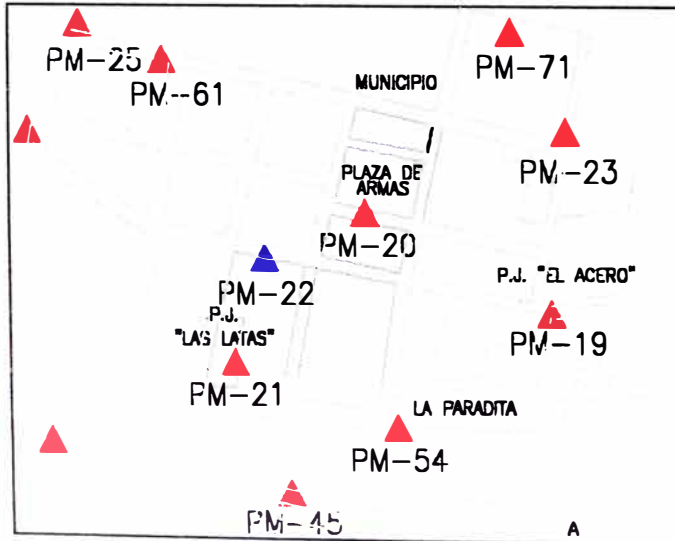 PM-25
PM--61
PM-71
MUNICIPIO
PM-23
PLAZA DE
ARMAS
PM-20
PM-22
P.J. "EL ACERO"
P.J.
"LAS LATAS"
PM-19
PM-21
LA PARADITA
PM-54
PM-45
A